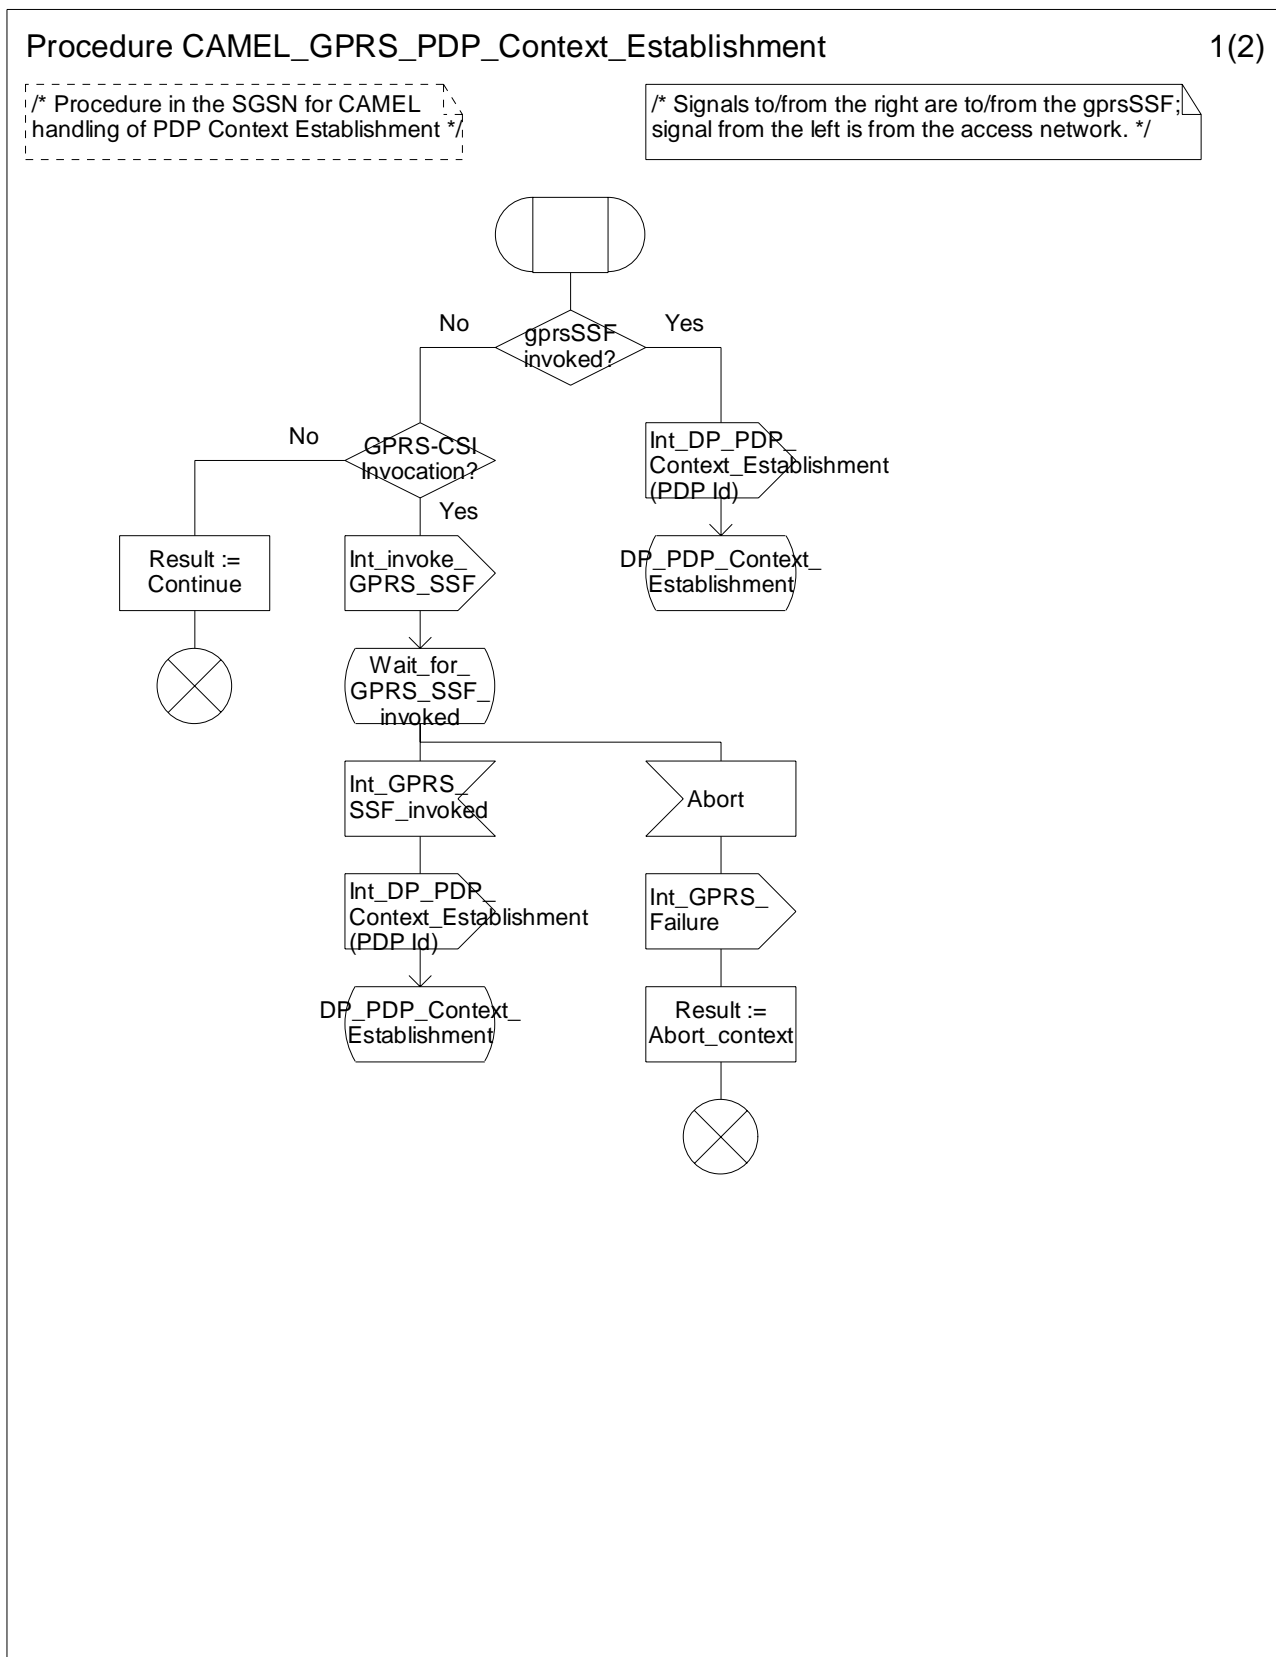 Procedure CAMEL_GPRS_PDP_Context_Establishment
1(2)
/* Procedure in the SGSN for CAMEL
handling of PDP Context Establishment */
/* Signals to/from the right are to/from the gprsSSF;
signal from the left is from the access network. */
No
Yes
gprsSSF
invoked?
No
GPRS-CSI
Invocation?
Yes
Int_DP_PDP_
Context_Establishment
(PDP Id)
Result :=
Continue
Int_invoke_
GPRS_SSF
DP_PDP_Context_
Establishment
Wait_for_
GPRS_SSF_
invoked
Int_GPRS_
SSF_invoked
Abort
Int_DP_PDP_
Context_Establishment
(PDP Id)
Int_GPRS_
Failure
DP_PDP_Context_
Establishment
Result :=
Abort_context